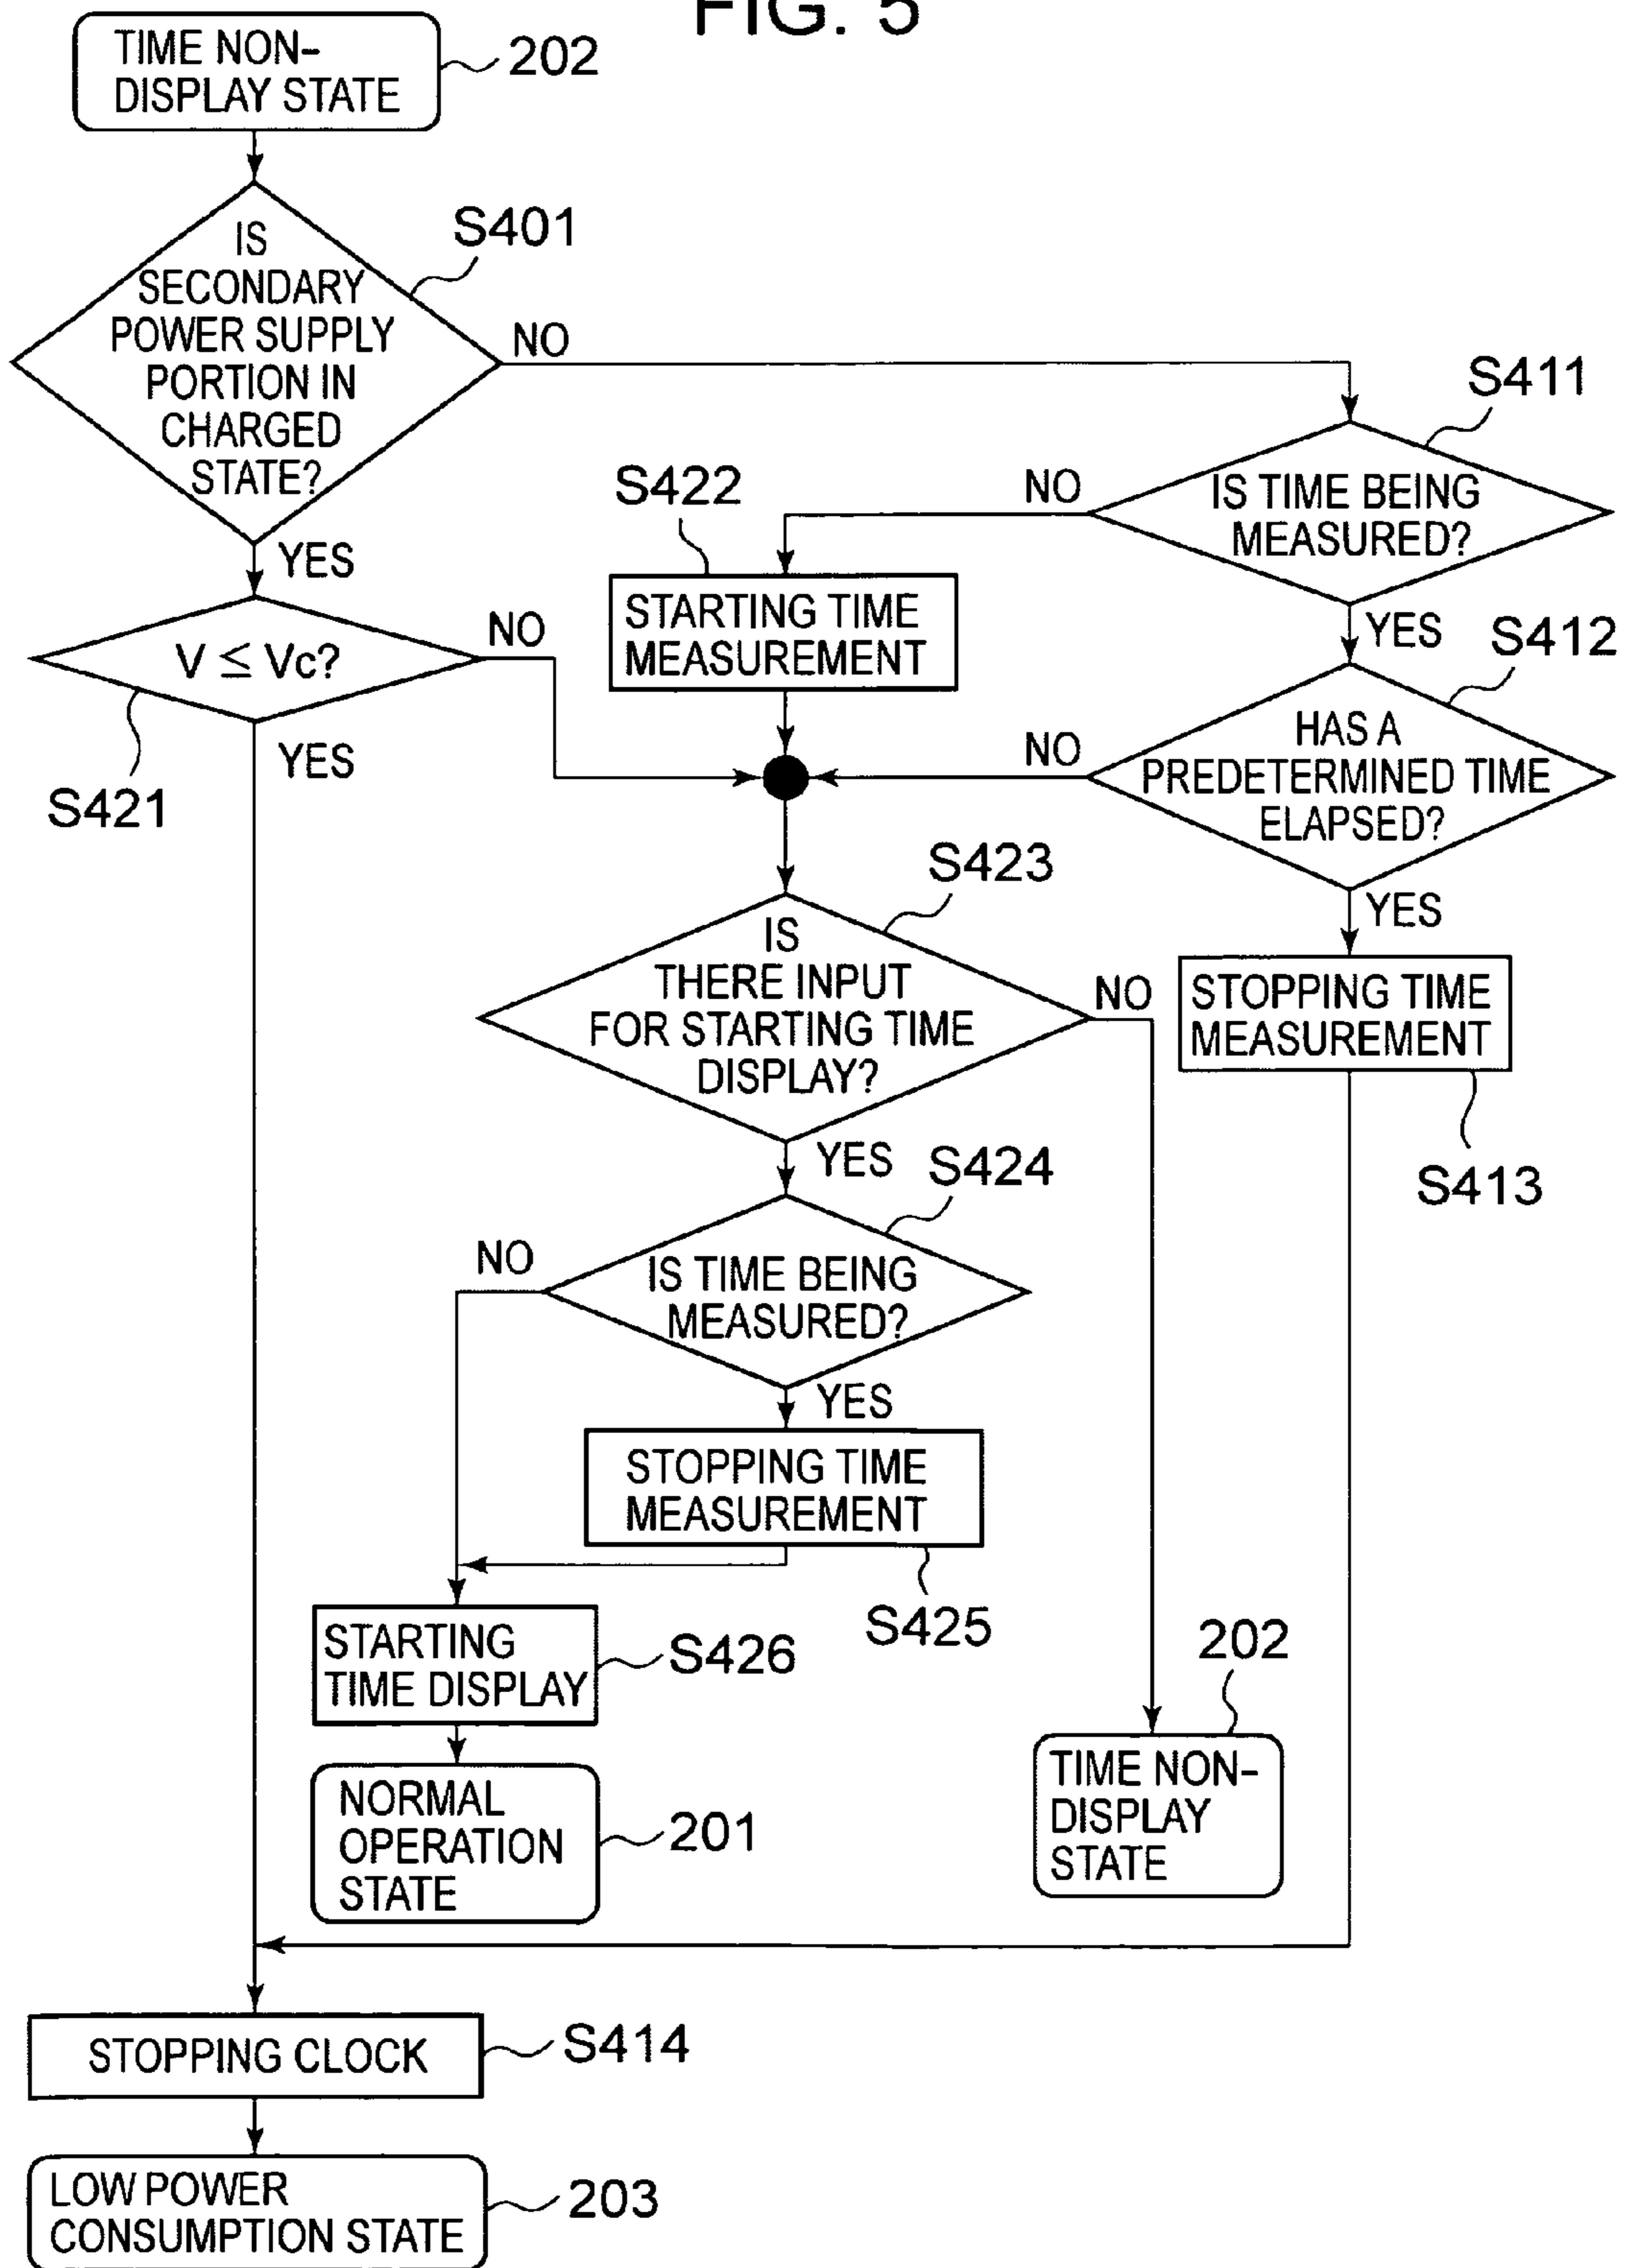 FIG. 5
TIME NON-
DISPLAY STATE
202
IS
SECONDARY
POWER SUPPLY
PORTION IN
CHARGED
STATE?
S401
NO
YES
S411
IS TIME BEING
MEASURED?
NO
YES
S422
STARTING TIME
MEASUREMENT
V ≦ Vc?
NO
YES
S421
S412
HAS A
PREDETERMINED TIME
ELAPSED?
NO
YES
S423
IS
THERE INPUT
FOR STARTING TIME
DISPLAY?
NO
YES
STOPPING TIME
MEASUREMENT
S413
S424
IS TIME BEING
MEASURED?
NO
YES
STOPPING TIME
MEASUREMENT
S425
STARTING
TIME DISPLAY
S426
202
TIME NON-
DISPLAY
STATE
NORMAL
OPERATION
STATE
201
STOPPING CLOCK
S414
LOW POWER
CONSUMPTION STATE
203